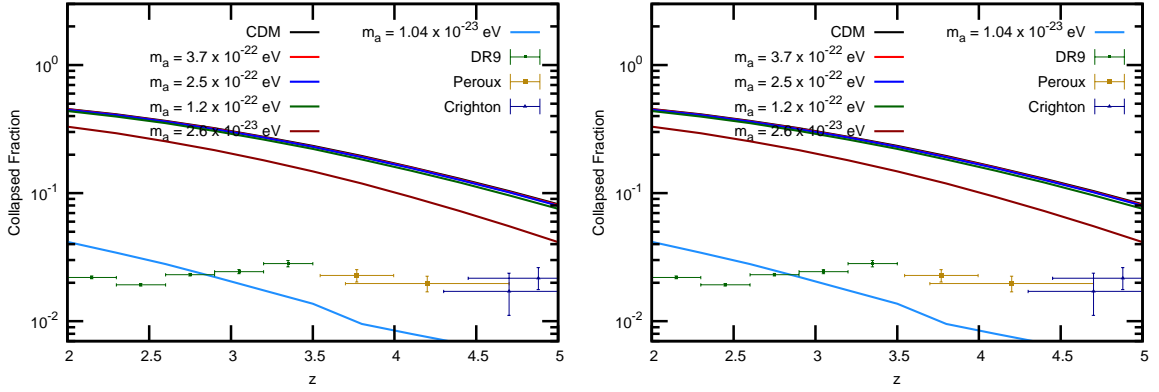 CDM
m_a = 3.7 x 10^-22 eV
m_a = 2.5 x 10^-22 eV
m_a = 1.2 x 10^-22 eV
m_a = 2.6 x 10^-23 eV
m_a = 1.04 x 10^-23 eV
DR9
Peroux
Crighton
Collapsed Fraction
10^0
10^-1
10^-2
2 2.5 3 3.5 4 4.5 5
z
CDM
m_a = 3.7 x 10^-22 eV
m_a = 2.5 x 10^-22 eV
m_a = 1.2 x 10^-22 eV
m_a = 2.6 x 10^-23 eV
m_a = 1.04 x 10^-23 eV
DR9
Peroux
Crighton
Collapsed Fraction
10^0
10^-1
10^-2
2 2.5 3 3.5 4 4.5 5
z